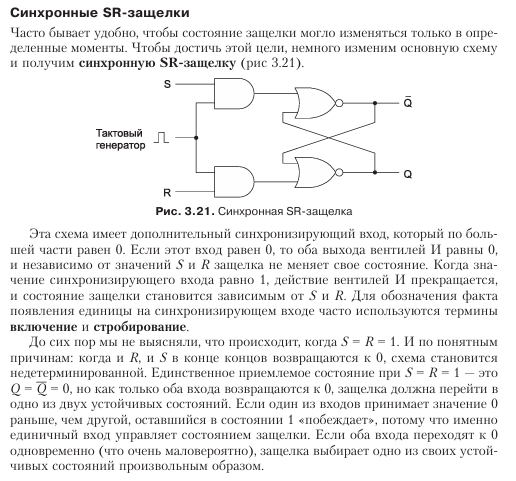 Синхронные SR-защелки
Часто бывает удобно, чтобы состояние защелки могло изменяться только в опре-
деленные моменты. Чтобы достичь этой цели, немного изменим основную схему
и получим синхронную SR-защелку (рис 3.21).
S
Q̅
Тактовый
генератор
Q
R
Рис. 3.21. Синхронная SR-защелка
Эта схема имеет дополнительный синхронизирующий вход, который по боль-
шей части равен 0. Если этот вход равен 0, то оба выхода вентилей И равны 0,
и независимо от значений S и R защелка не меняет свое состояние. Когда зна-
чение синхронизирующего входа равно 1, действие вентилей И прекращается,
и состояние защелки становится зависимым от S и R. Для обозначения факта
появления единицы на синхронизирующем входе часто используются термины
включение и стробирование.
До сих пор мы не выясняли, что происходит, когда S = R = 1. И по понятным
причинам: когда и R, и S в конце концов возвращаются к 0, схема становится
недетерминированной. Единственное приемлемое состояние при S = R = 1 — это
Q = Q̅ = 0, но как только оба входа возвращаются к 0, защелка должна перейти в
одно из двух устойчивых состояний. Если один из входов принимает значение 0
раньше, чем другой, оставшийся в состоянии 1 «побеждает», потому что именно
единичный вход управляет состоянием защелки. Если оба входа переходят к 0
одновременно (что очень маловероятно), защелка выбирает одно из своих устой-
чивых состояний произвольным образом.